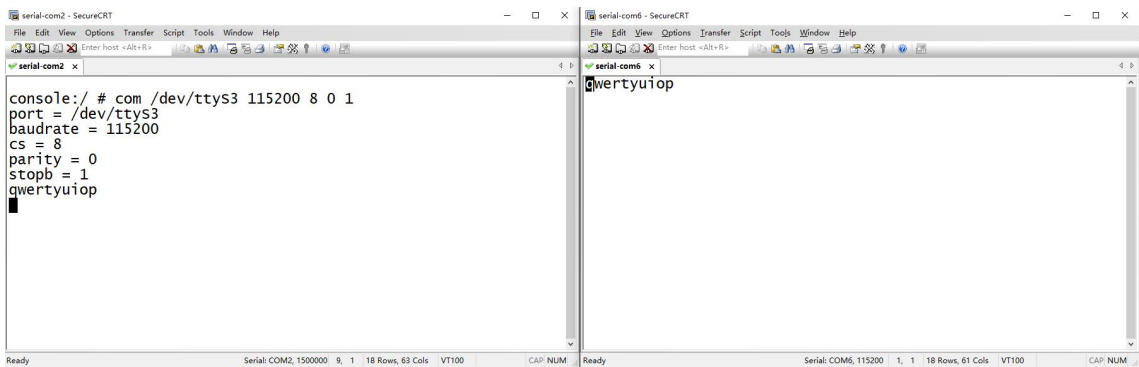 serial-com2 - SecureCRT
File Edit View Options Transfer Script Tools Window Help
Enter host <Alt+R>
serial-com2 x
console:/ # com /dev/ttyS3 115200 8 0 1
port = /dev/ttyS3
baudrate = 115200
cs = 8
parity = 0
stopb = 1
qwertyuiop
Ready Serial: COM2, 1500000 9, 1 18 Rows, 63 Cols VT100 CAP NUM
serial-com6 - SecureCRT
File Edit View Options Transfer Script Tools Window Help
Enter host <Alt+R>
serial-com6 x
qwertyuiop
Ready Serial: COM6, 115200 1, 1 18 Rows, 61 Cols VT100 CAP NUM